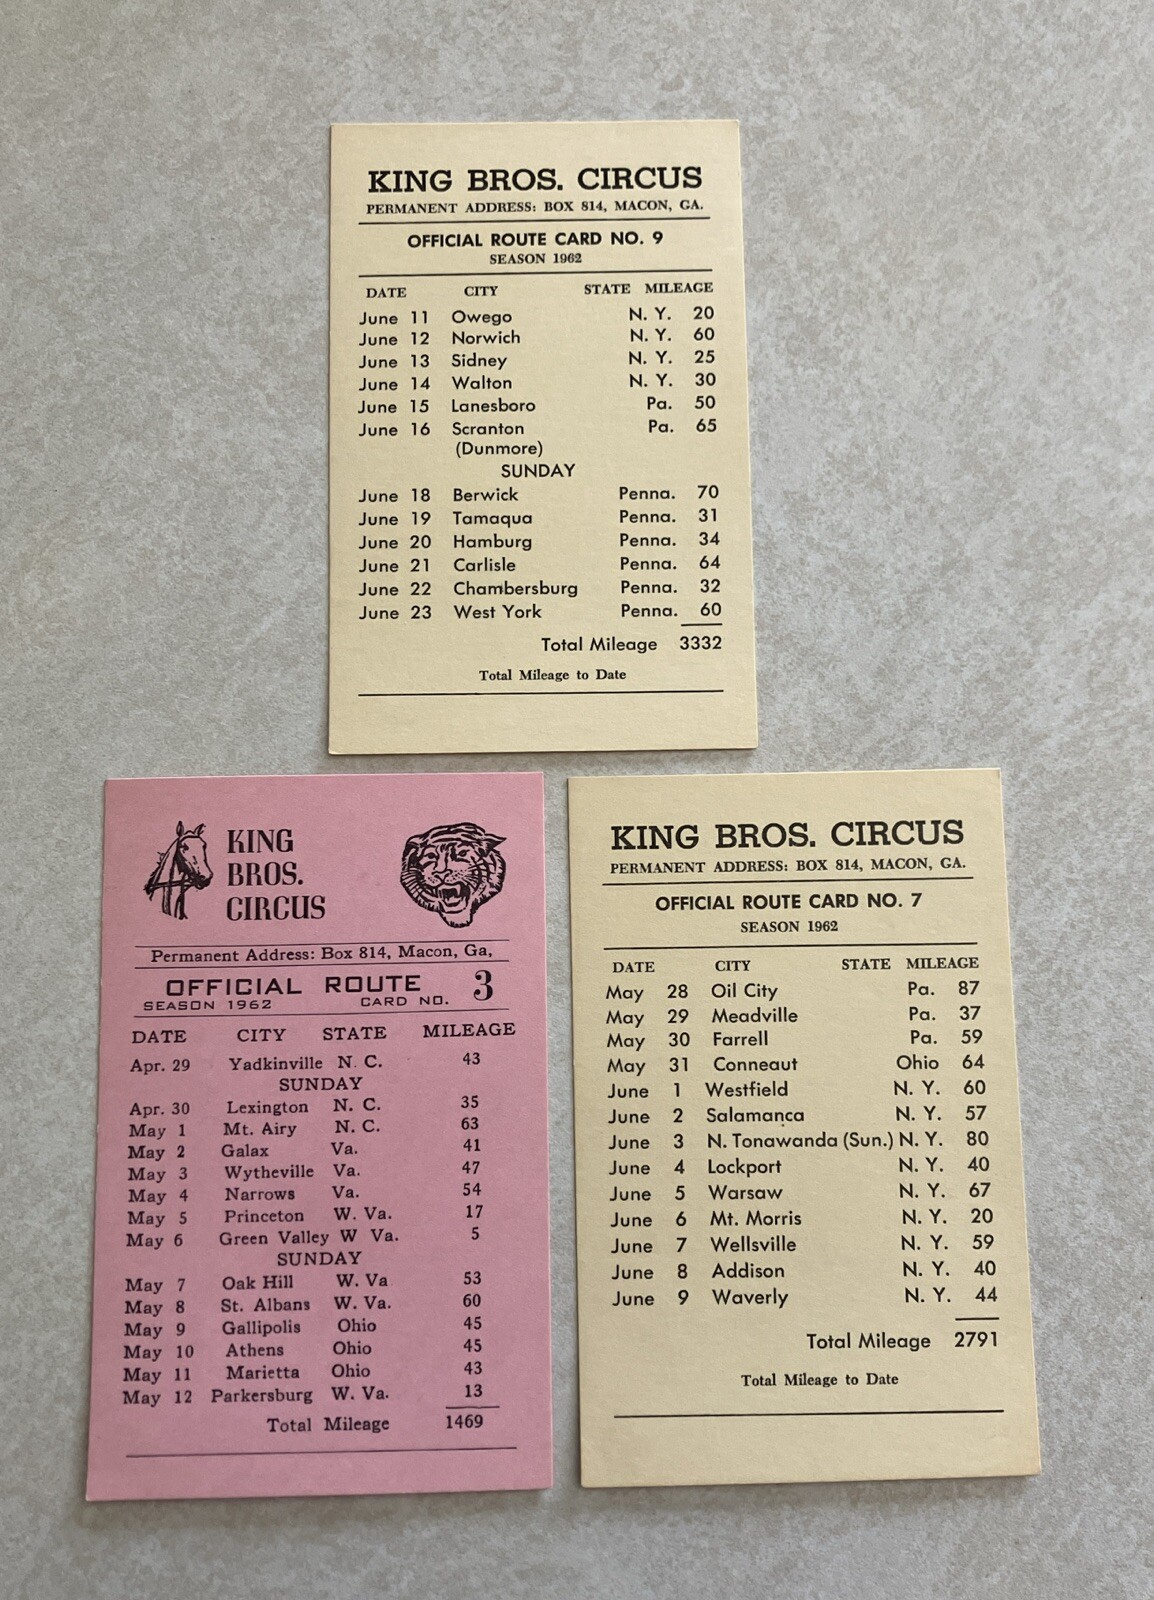 KING BROS. CIRCUS
PERMANENT ADDRESS: BOX 814, MACON, GA.
OFFICIAL ROUTE CARD NO. 9
SEASON 1962
DATE CITY STATE MILEAGE
June 11 Owego N. Y. 20
June 12 Norwich N. Y. 60
June 13 Sidney N. Y. 25
June 14 Walton N. Y. 30
June 15 Lanesboro Pa. 50
June 16 Scranton Pa. 65
(Dunmore)
SUNDAY
June 18 Berwick Penna. 70
June 19 Tamaqua Penna. 31
June 20 Hamburg Penna. 34
June 21 Carlisle Penna. 64
June 22 Chambersburg Penna. 32
June 23 West York Penna. 60
Total Mileage 3332
Total Mileage to Date
KING
BROS.
CIRCUS
Permanent Address: Box 814, Macon, Ga,
OFFICIAL ROUTE
SEASON 1962 CARD NO. 3
DATE CITY STATE MILEAGE
Apr. 29 Yadkinville N. C. 43
SUNDAY
Apr. 30 Lexington N. C. 35
May 1 Mt. Airy N. C. 63
May 2 Galax Va. 41
May 3 Wytheville Va. 47
May 4 Narrows Va. 54
May 5 Princeton W. Va. 17
May 6 Green Valley W Va. 5
SUNDAY
May 7 Oak Hill W. Va 53
May 8 St. Albans W. Va. 60
May 9 Gallipolis Ohio 45
May 10 Athens Ohio 45
May 11 Marietta Ohio 43
May 12 Parkersburg W. Va. 13
Total Mileage 1469
KING BROS. CIRCUS
PERMANENT ADDRESS: BOX 814, MACON, GA.
OFFICIAL ROUTE CARD NO. 7
SEASON 1962
DATE CITY STATE MILEAGE
May 28 Oil City Pa. 87
May 29 Meadville Pa. 37
May 30 Farrell Pa. 59
May 31 Conneaut Ohio 64
June 1 Westfield N. Y. 60
June 2 Salamanca N. Y. 57
June 3 N. Tonawanda (Sun.) N. Y. 80
June 4 Lockport N. Y. 40
June 5 Warsaw N. Y. 67
June 6 Mt. Morris N. Y. 20
June 7 Wellsville N. Y. 59
June 8 Addison N. Y. 40
June 9 Waverly N. Y. 44
Total Mileage 2791
Total Mileage to Date